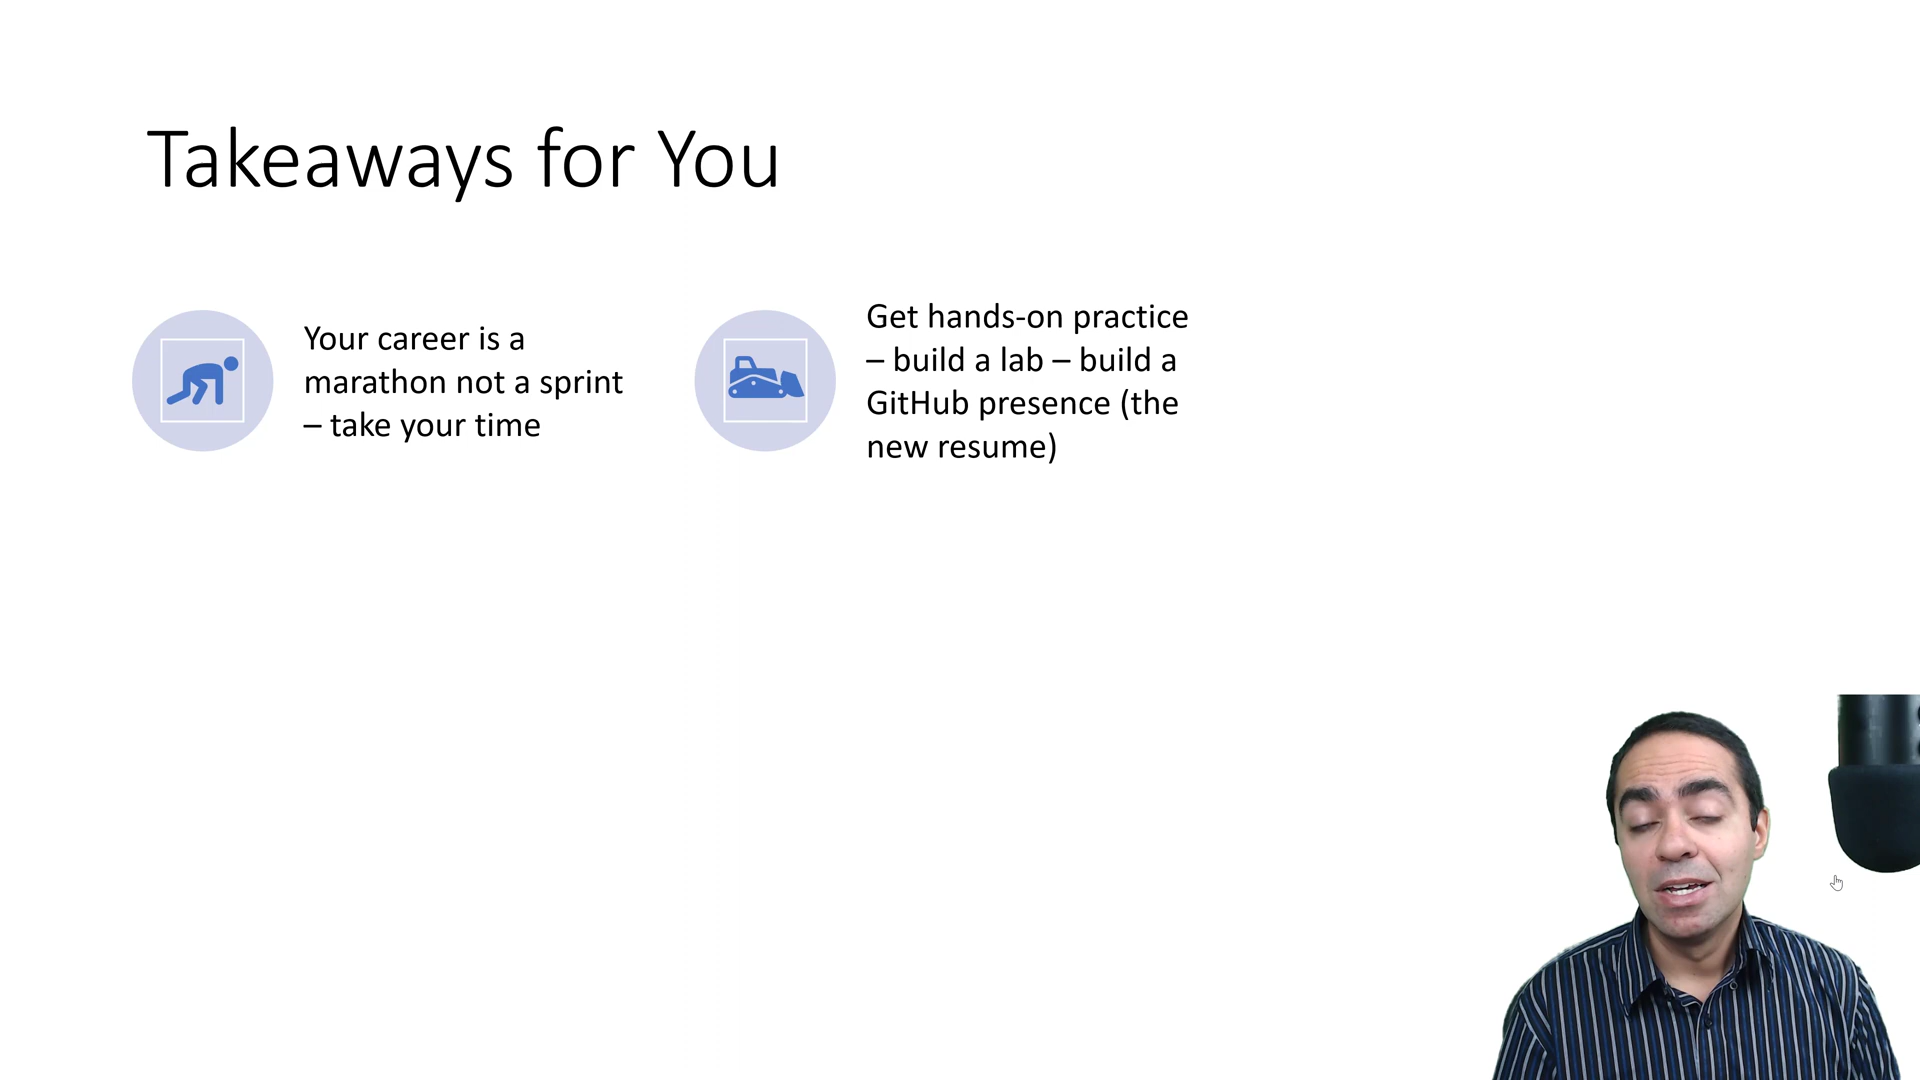 Takeaways for You
Your career is a
marathon not a sprint
– take your time
Get hands-on practice
– build a lab – build a
GitHub presence (the
new resume)